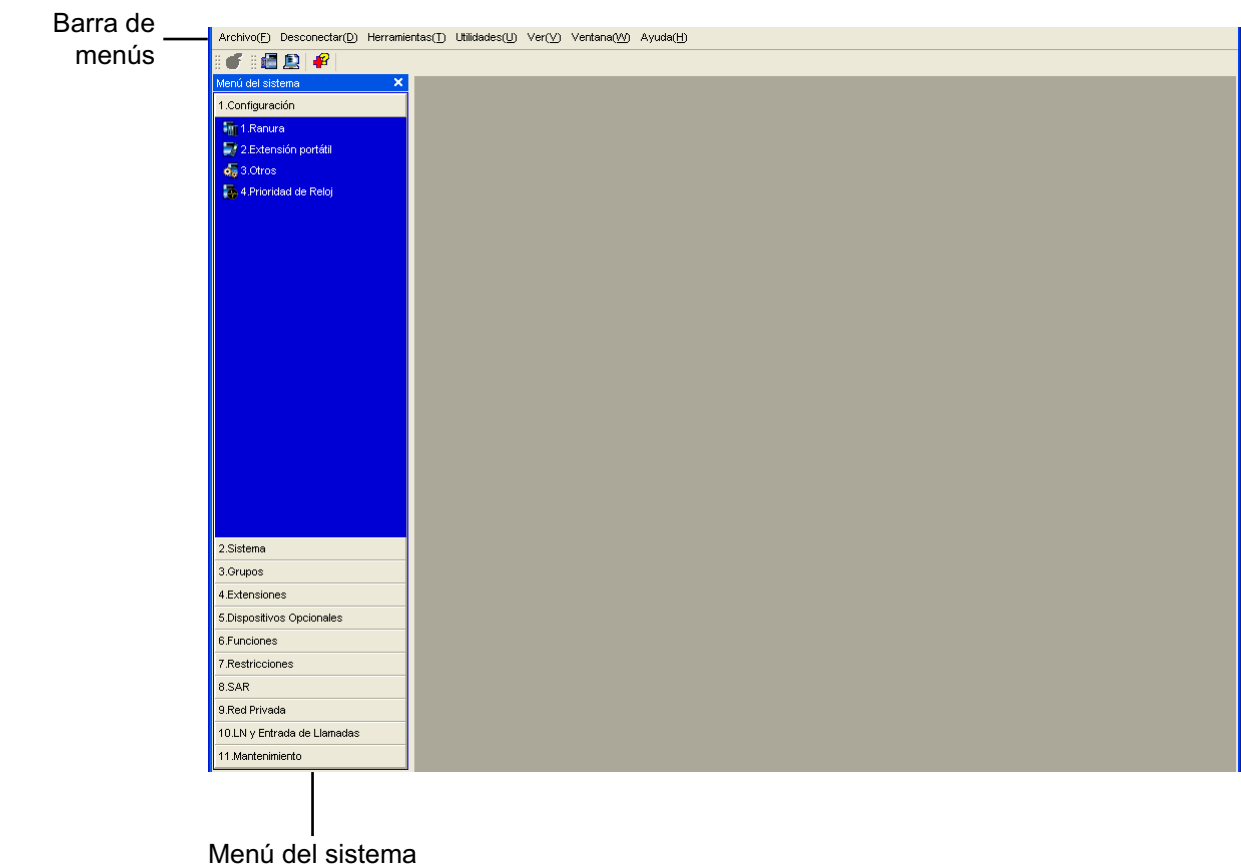 Barra de
menús
Archivo(F) Desconectar(D) Herramientas(T) Utilidades(U) Ver(V) Ventana(W) Ayuda(H)
Menú del sistema
1.Configuración
1.Ranura
2.Extensión portátil
3.Otros
4.Prioridad de Reloj
2.Sistema
3.Grupos
4.Extensiones
5.Dispositivos Opcionales
6.Funciones
7.Restricciones
8.SAR
9.Red Privada
10.LN y Entrada de Llamadas
11.Mantenimiento
Menú del sistema